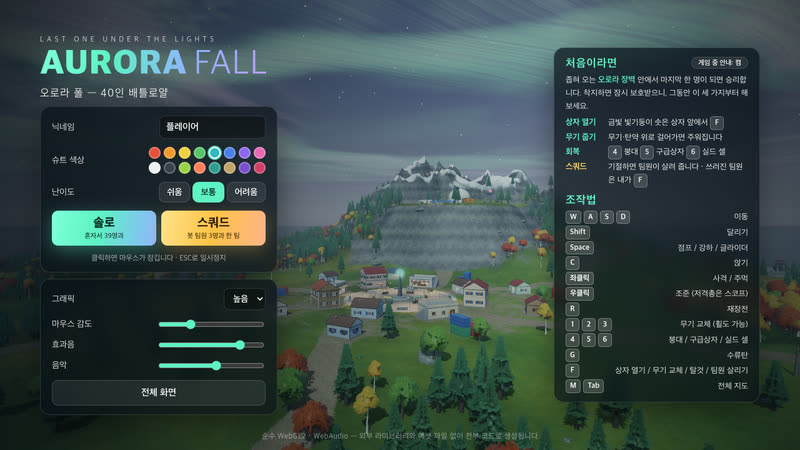 LAST ONE UNDER THE LIGHTS
AURORA FALL
오로라 폴 — 40인 배틀로얄
닉네임
플레이어
슈트 색상
난이도
쉬움
보통
어려움
솔로
혼자서 39명과
스쿼드
봇 팀원 3명과 한 팀
클릭하면 마우스가 잠깁니다 · ESC로 일시정지
그래픽
높음
마우스 감도
효과음
음악
전체 화면
처음이라면
게임 중 안내: 켬
좁혀 오는 오로라 장벽 안에서 마지막 한 명이 되면 승리합
니다. 착지하면 잠시 보호받으니, 그동안 이 세 가지부터 해
보세요.
상자 열기 금빛 빛기둥이 솟은 상자 앞에서 F
무기 줍기 무기·탄약 위로 걸어가면 주워집니다
회복 4 붕대 5 구급상자 6 실드 셀
스쿼드 기절하면 팀원이 살려 줍니다 · 쓰러진 팀원
은 내가 F
조작법
W A S D 이동
Shift 달리기
Space 점프 / 강하 / 글라이더
C 앉기
좌클릭 사격 / 주먹
우클릭 조준 (저격총은 스코프)
R 재장전
1 2 3 무기 교체 (휠도 가능)
4 5 6 붕대 / 구급상자 / 실드 셀
G 수류탄
F 상자 열기 / 무기 교체 / 탈것 / 팀원 살리기
M Tab 전체 지도
순수 WebGL2 · WebAudio — 외부 라이브러리와 에셋 파일 없이 전부 코드로 생성됩니다